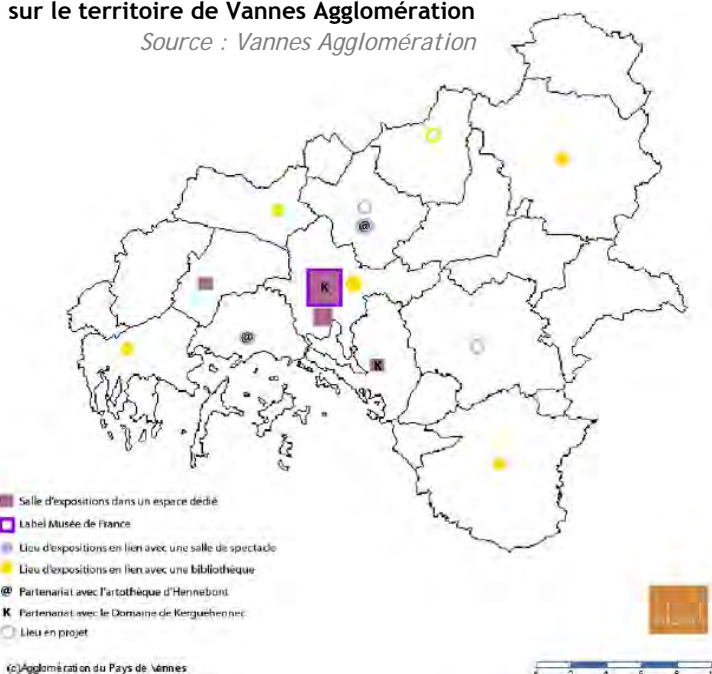 sur le territoire de Vannes Agglomération
Source : Vannes Agglomération
@
K
@
K
Salle d'expositions dans un espace dédié
Label Musée de France
Lieu d'expositions en lien avec une salle de spectacle
Lieu d'expositions en lien avec une bibliothèque
@ Partenariat avec l'artothèque d'Hennebont
K Partenariat avec le Domaine de Kerguéhennec
Lieu en projet
(c)Agglomération du Pays de Vannes